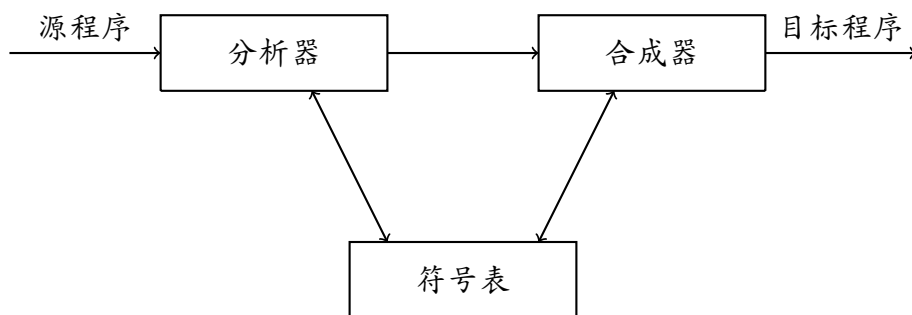 源程序
分析器
合成器
目标程序
符号表